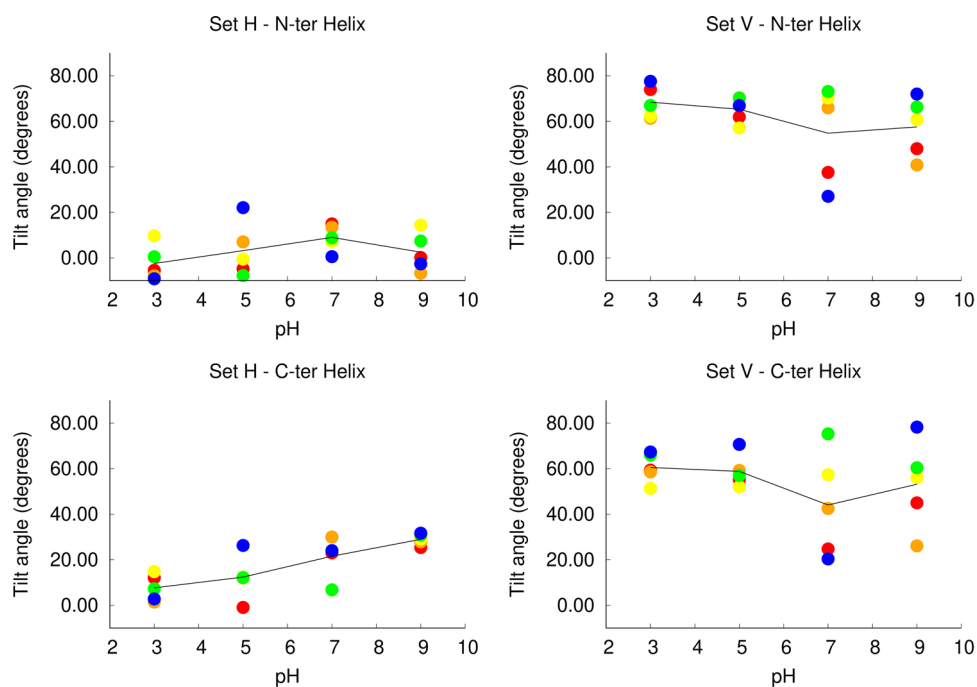 Set H - N-ter Helix
80.00
60.00
40.00
20.00
0.00
Tilt angle (degrees)
2 3 4 5 6 7 8 9 10
pH
Set V - N-ter Helix
80.00
60.00
40.00
20.00
0.00
Tilt angle (degrees)
2 3 4 5 6 7 8 9 10
pH
Set H - C-ter Helix
80.00
60.00
40.00
20.00
0.00
Tilt angle (degrees)
2 3 4 5 6 7 8 9 10
pH
Set V - C-ter Helix
80.00
60.00
40.00
20.00
0.00
Tilt angle (degrees)
2 3 4 5 6 7 8 9 10
pH